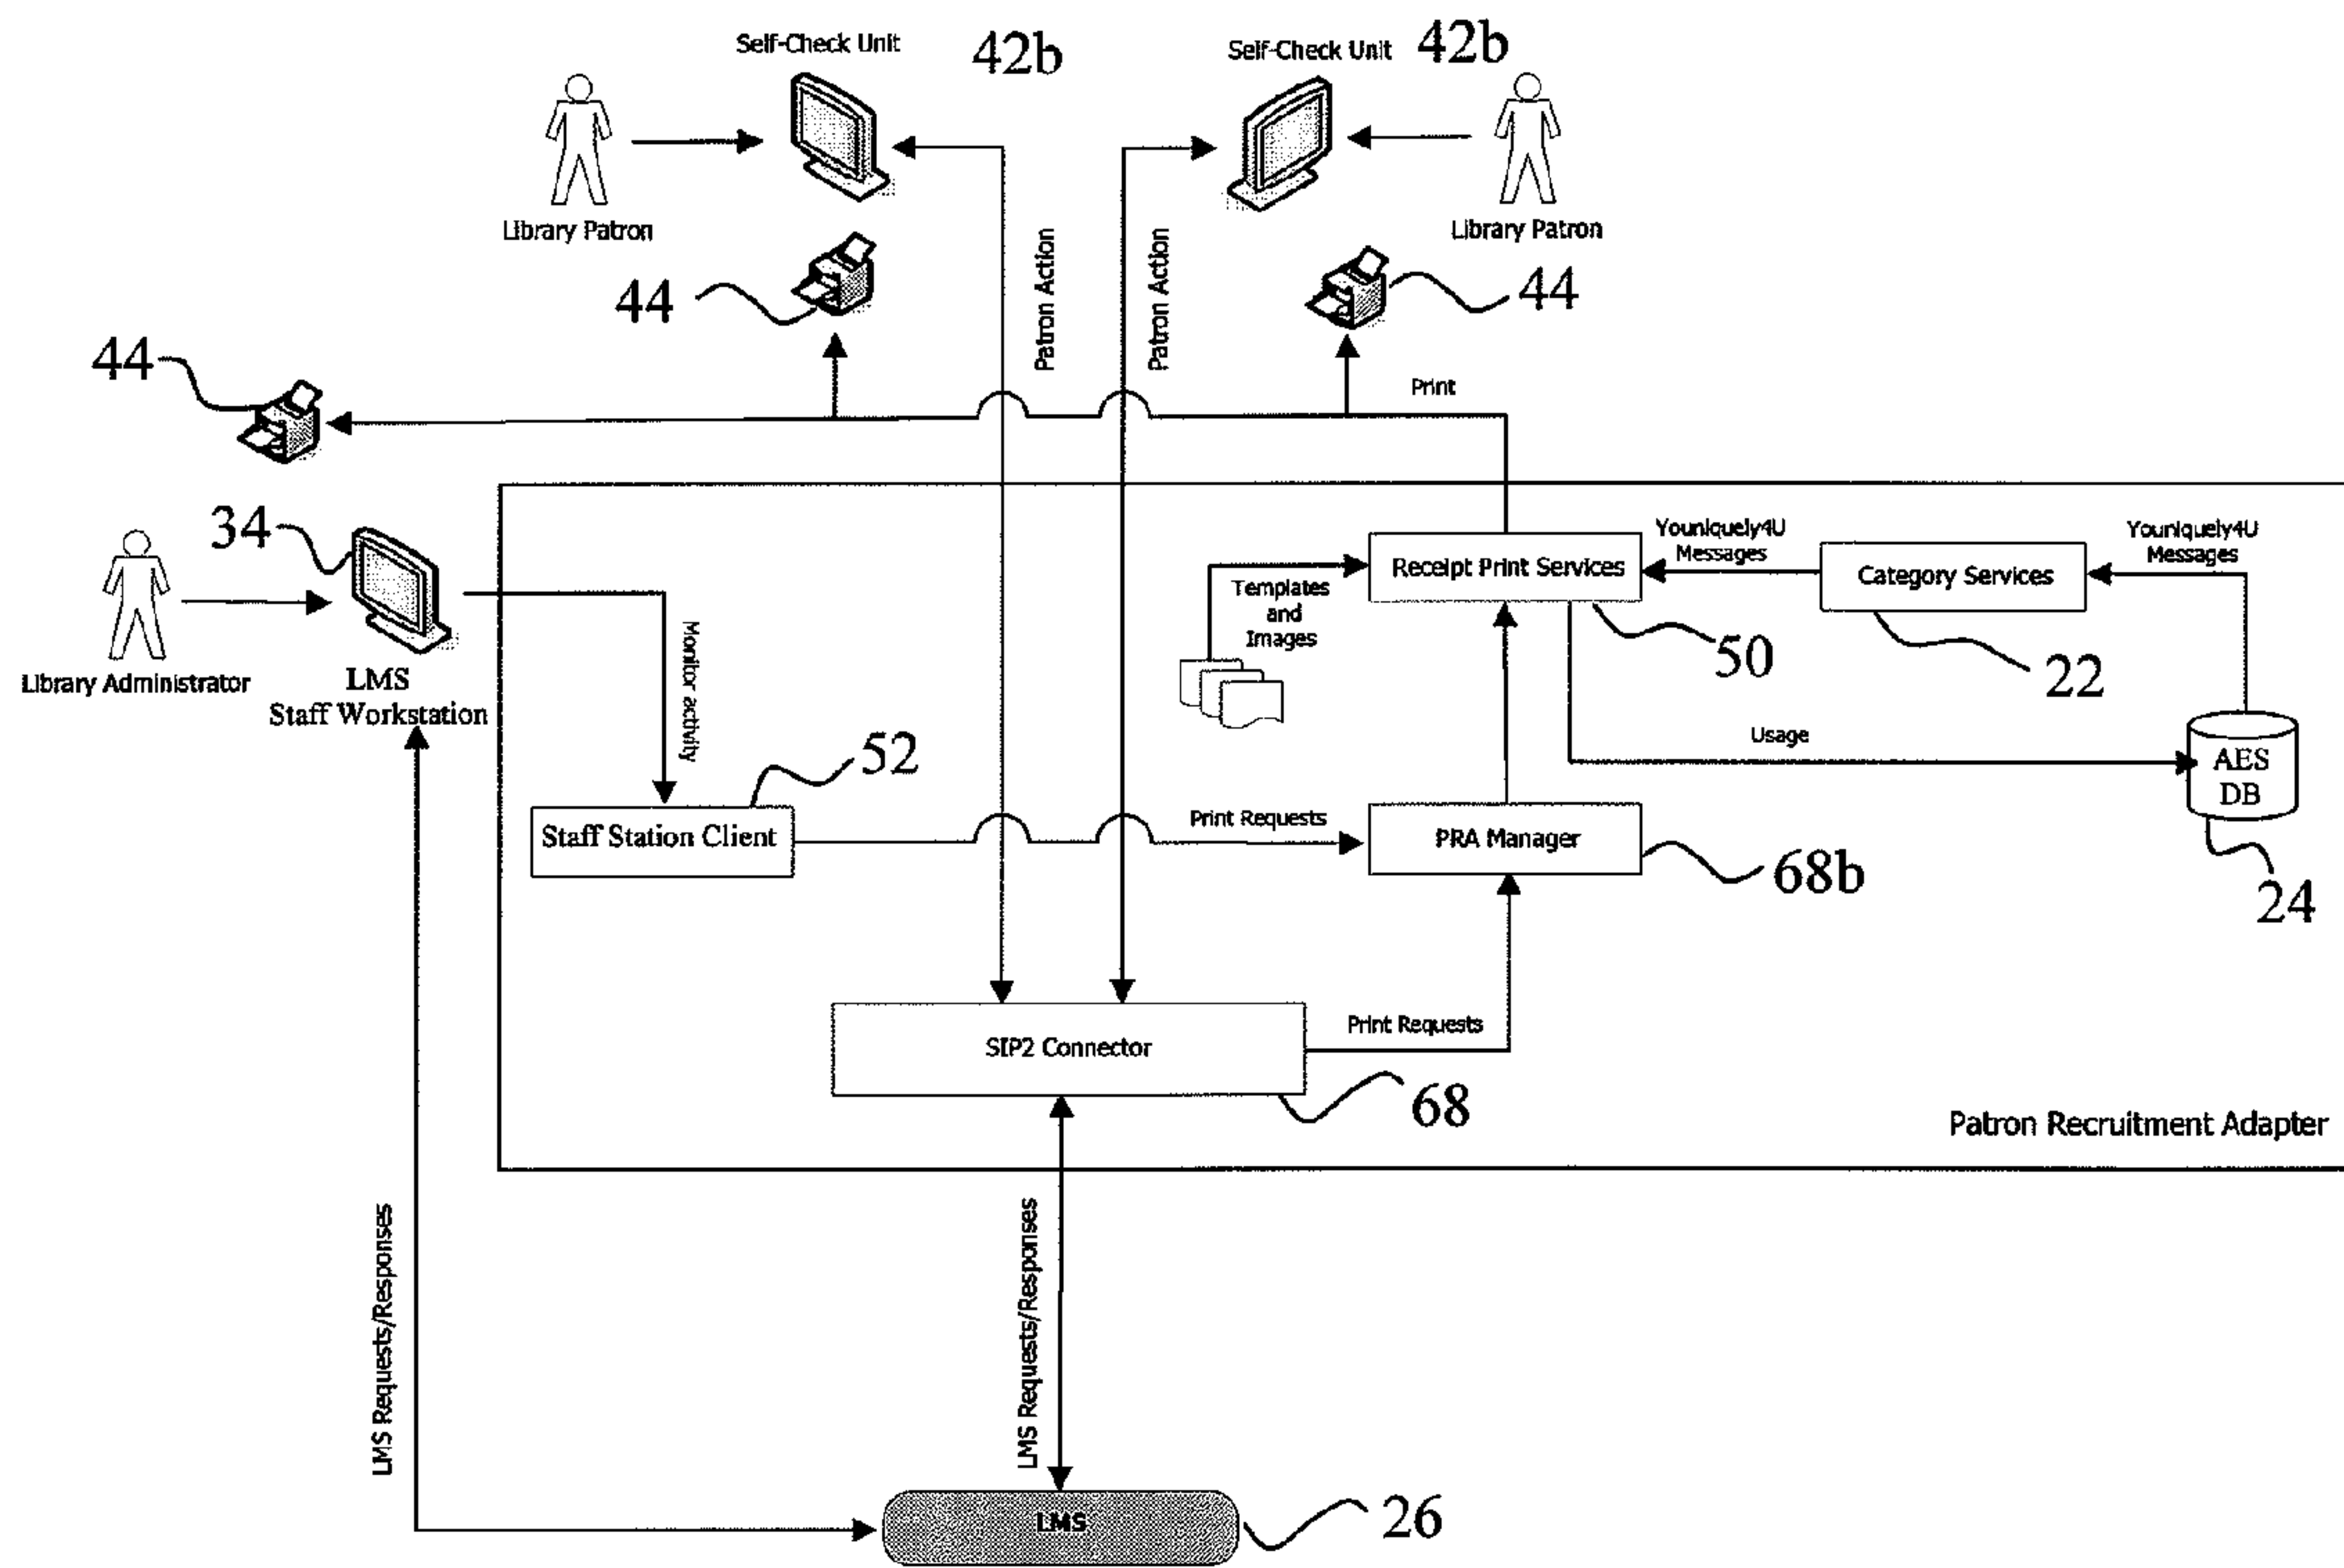 Self-Check Unit
42b
Self-Check Unit
42b
Library Patron
Library Patron
44
44
44
Patron Action
Patron Action
Print
34
Library Administrator
LMS
Staff Workstation
Monitor activity
Templates
and
Images
Receipt Print Services
50
Youniquely4U
Messages
Category Services
22
Youniquely4U
Messages
Usage
AES
DB
24
52
Staff Station Client
Print Requests
PRA Manager
68b
SIP2 Connector
Print Requests
68
Patron Recruitment Adapter
LMS Requests/Responses
LMS Requests/Responses
LMS
26